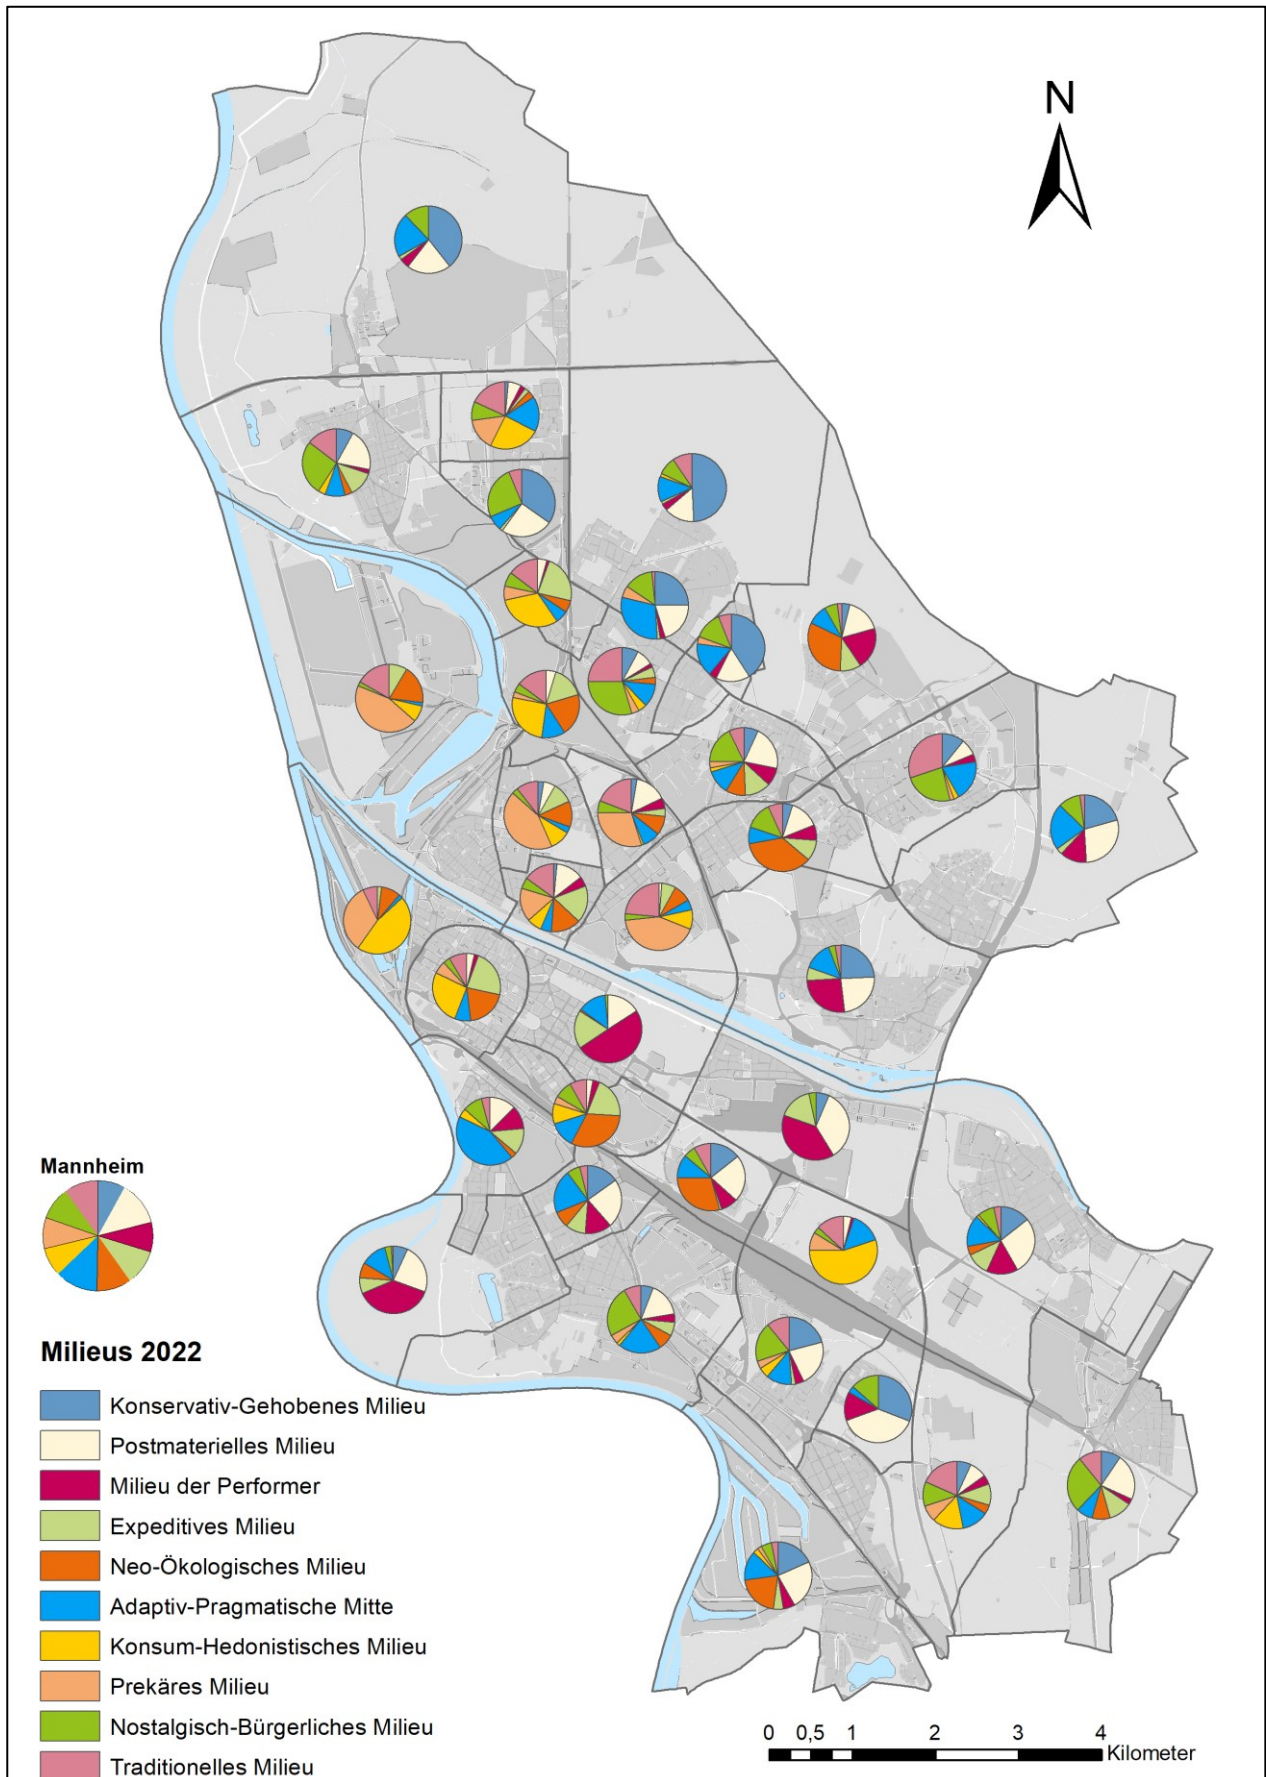 N
Mannheim
Milieus 2022
Konservativ-Gehobenes Milieu
Postmaterielles Milieu
Milieu der Performer
Expeditives Milieu
Neo-Ökologisches Milieu
Adaptiv-Pragmatische Mitte
Konsum-Hedonistisches Milieu
Prekäres Milieu
Nostalgisch-Bürgerliches Milieu
Traditionelles Milieu
0 0,5 1 2 3 4
Kilometer